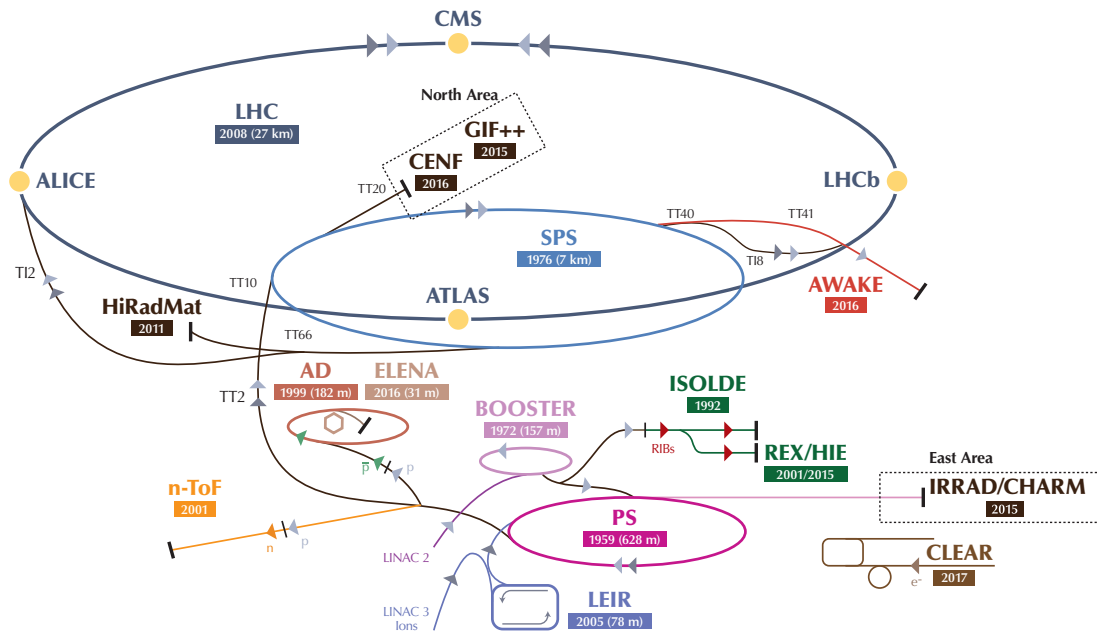 CMS
North Area
LHC
2008 (27 km)
GIF++
2015
CENF
2016
TT20
ALICE
LHCb
TT40
TT41
SPS
1976 (7 km)
TI8
TI2
TT10
AWAKE
2016
ATLAS
HiRadMat
2011
TT66
AD
1999 (182 m)
ELENA
2016 (31 m)
TT2
ISOLDE
1992
BOOSTER
1972 (157 m)
RIBs
REX/HIE
2001/2015
p
p
East Area
n-ToF
2001
IRRAD/CHARM
2015
PS
1959 (628 m)
n
p
LINAC 2
CLEAR
2017
e-
LEIR
2005 (78 m)
LINAC 3
Ions